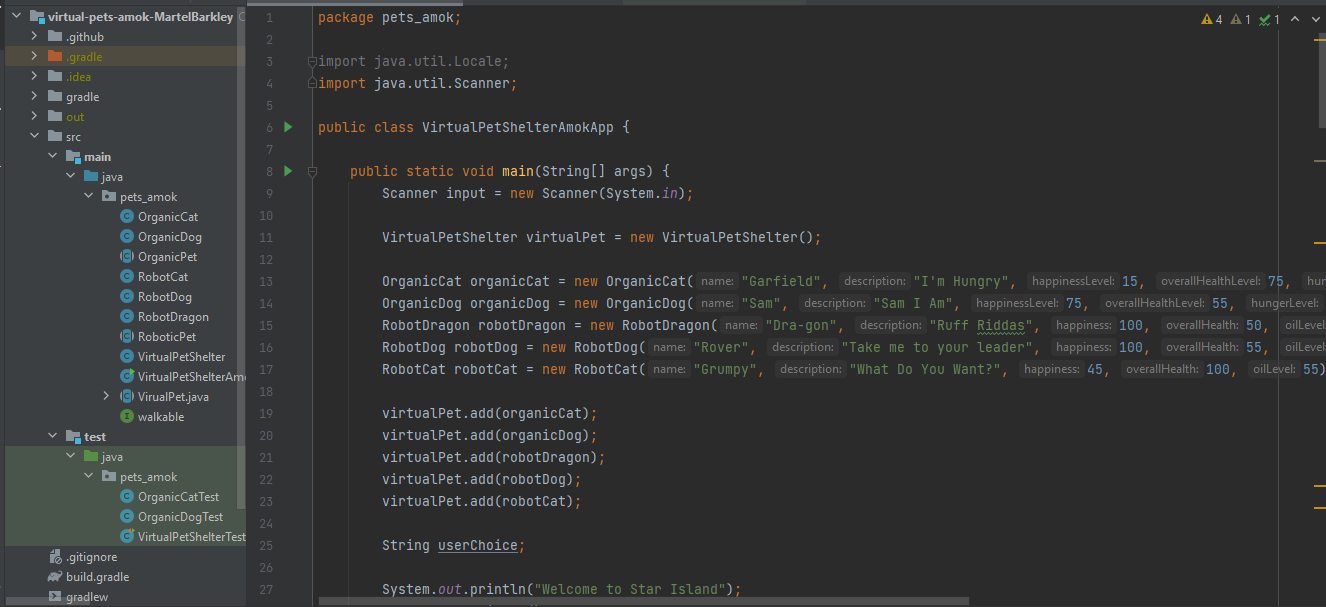 virtual-pets-amok-MartelBarkley
.github
.gradle
.idea
gradle
out
src
main
java
pets_amok
OrganicCat
OrganicDog
OrganicPet
RobotCat
RobotDog
RobotDragon
RoboticPet
VirtualPetShelter
VirtualPetShelterAmo
VirualPet.java
walkable
test
java
pets_amok
OrganicCatTest
OrganicDogTest
VirtualPetShelterTest
.gitignore
build.gradle
gradlew
4 1 1
1 package pets_amok;
2
3 import java.util.Locale;
4 import java.util.Scanner;
5
6 public class VirtualPetShelterAmokApp {
7
8 public static void main(String[] args) {
9 Scanner input = new Scanner(System.in);
10
11 VirtualPetShelter virtualPet = new VirtualPetShelter();
12
13 OrganicCat organicCat = new OrganicCat( name: "Garfield", description: "I'm Hungry", happinessLevel: 15, overallHealthLevel: 75, hun
14 OrganicDog organicDog = new OrganicDog( name: "Sam", description: "Sam I Am", happinessLevel: 75, overallHealthLevel: 55, hungerLevel:
15 RobotDragon robotDragon = new RobotDragon( name: "Dra-gon", description: "Ruff Riddas", happiness: 100, overallHealth: 50, oilLevel
16 RobotDog robotDog = new RobotDog( name: "Rover", description: "Take me to your leader", happiness: 100, overallHealth: 55, oilLevel
17 RobotCat robotCat = new RobotCat( name: "Grumpy", description: "What Do You Want?", happiness: 45, overallHealth: 100, oilLevel: 55)
18
19 virtualPet.add(organicCat);
20 virtualPet.add(organicDog);
21 virtualPet.add(robotDragon);
22 virtualPet.add(robotDog);
23 virtualPet.add(robotCat);
24
25 String userChoice;
26
27 System.out.println("Welcome to Star Island");